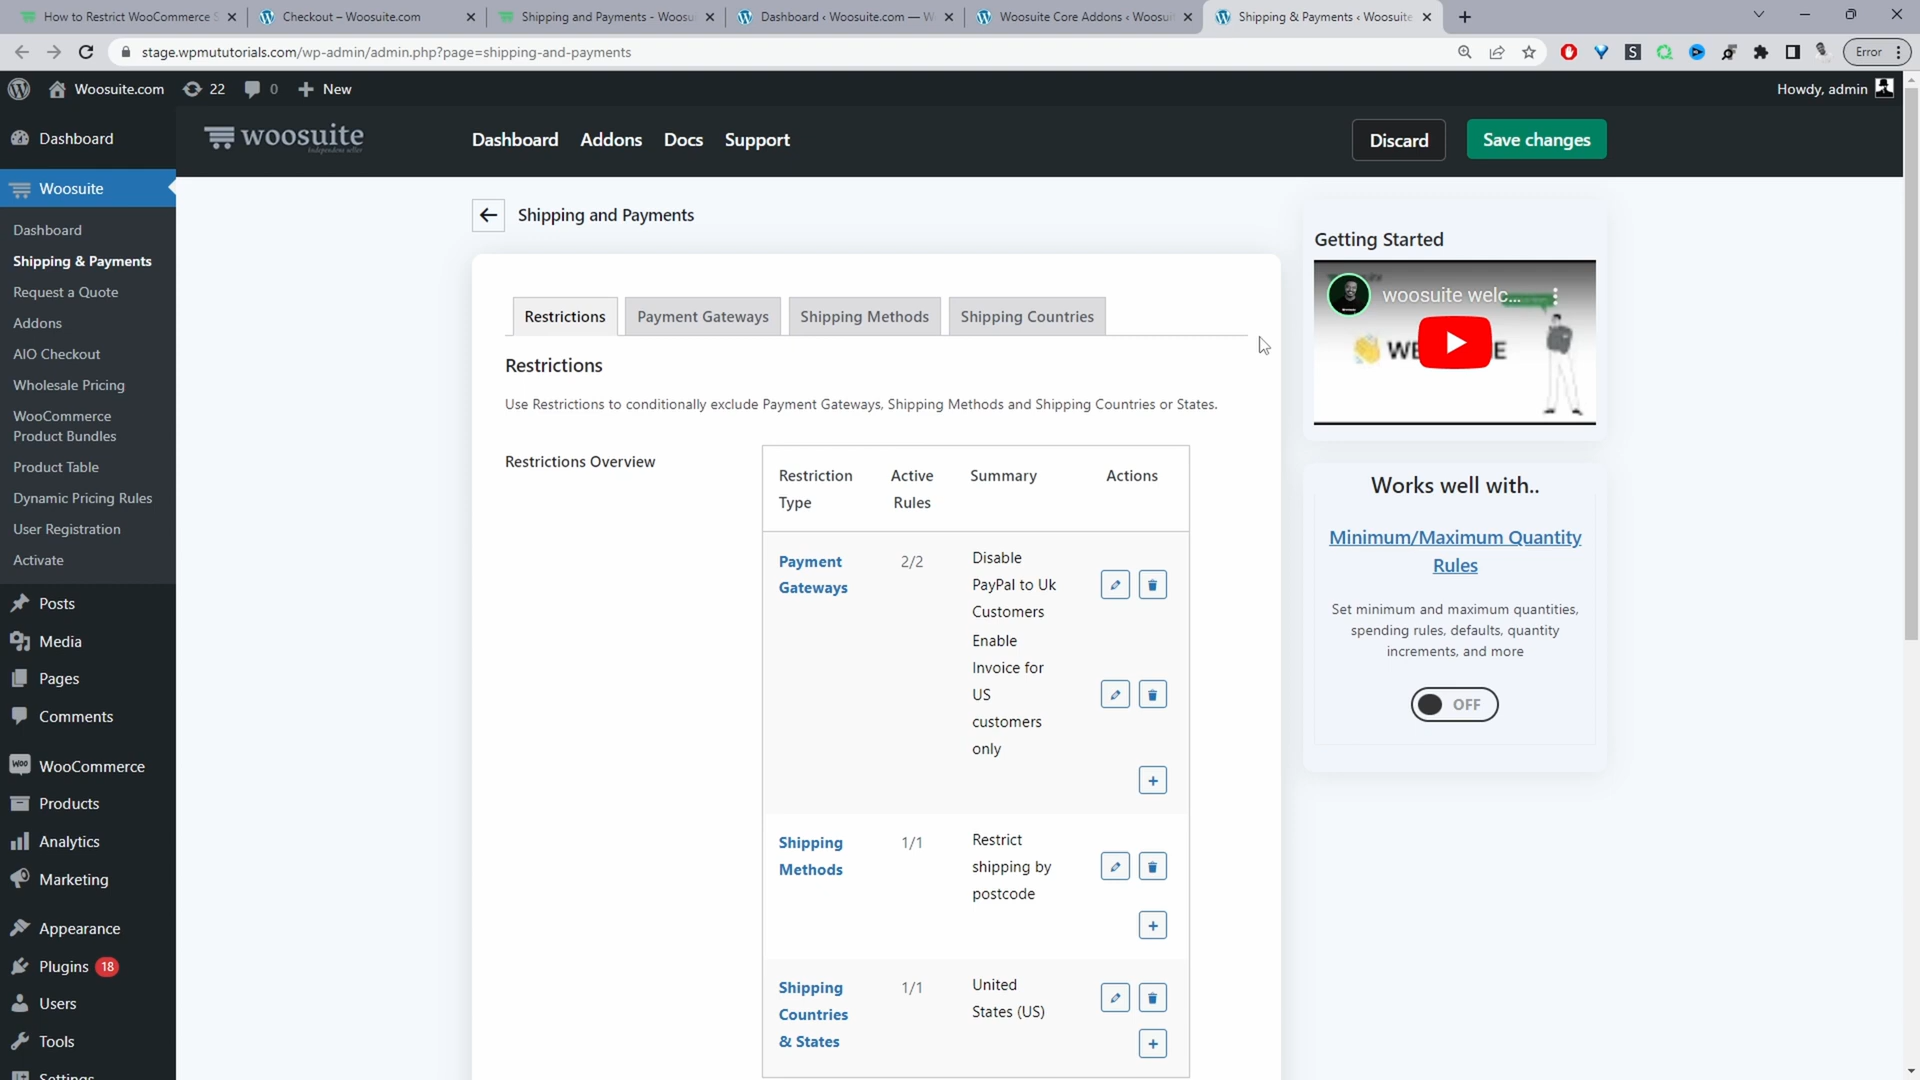 How to Restrict WooCommerce S
Checkout – Woosuite.com
Shipping and Payments - Woosu
Dashboard ‹ Woosuite.com — W
Woosuite Core Addons ‹ Woosui
Shipping & Payments ‹ Woosuite
stage.wpmututorials.com/wp-admin/admin.php?page=shipping-and-payments
Error
Woosuite.com
22
0
New
Howdy, admin
woosuite
Independent seller
Dashboard
Addons
Docs
Support
Discard
Save changes
Dashboard
Woosuite
Dashboard
Shipping & Payments
Request a Quote
Addons
AIO Checkout
Wholesale Pricing
WooCommerce
Product Bundles
Product Table
Dynamic Pricing Rules
User Registration
Activate
Posts
Media
Pages
Comments
WooCommerce
Products
Analytics
Marketing
Appearance
Plugins 18
Users
Tools
Settings
Shipping and Payments
Restrictions
Payment Gateways
Shipping Methods
Shipping Countries
Restrictions
Use Restrictions to conditionally exclude Payment Gateways, Shipping Methods and Shipping Countries or States.
Restrictions Overview
Restriction
Type
Active
Rules
Summary
Actions
Payment
Gateways
2/2
Disable
PayPal to Uk
Customers
Enable
Invoice for
US
customers
only
+
Shipping
Methods
1/1
Restrict
shipping by
postcode
+
Shipping
Countries
& States
1/1
United
States (US)
+
Getting Started
woosuite welc...
Works well with..
Minimum/Maximum Quantity
Rules
Set minimum and maximum quantities,
spending rules, defaults, quantity
increments, and more
OFF